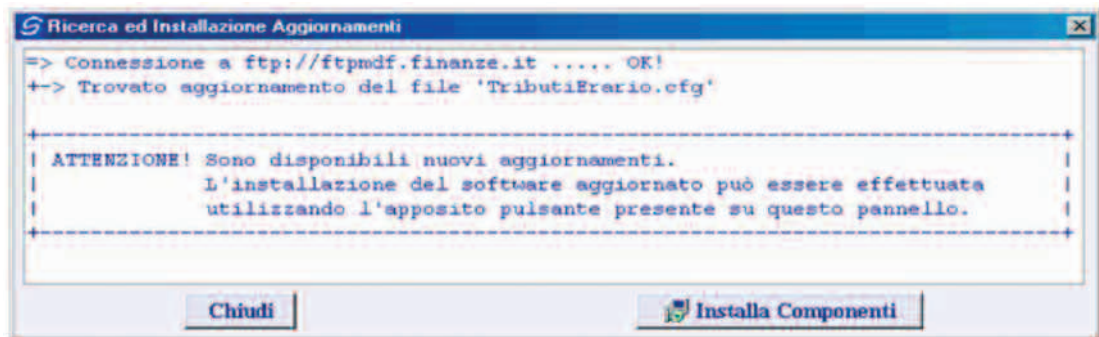 Ricerca ed Installazione Aggiornamenti
=> Connessione a ftp://ftpmdf.finanze.it ..... OK!
+-> Trovato aggiornamento del file 'TributiErario.cfg'
ATTENZIONE! Sono disponibili nuovi aggiornamenti.
L'installazione del software aggiornato può essere effettuata
utilizzando l'apposito pulsante presente su questo pannello.
Chiudi Installa Componenti